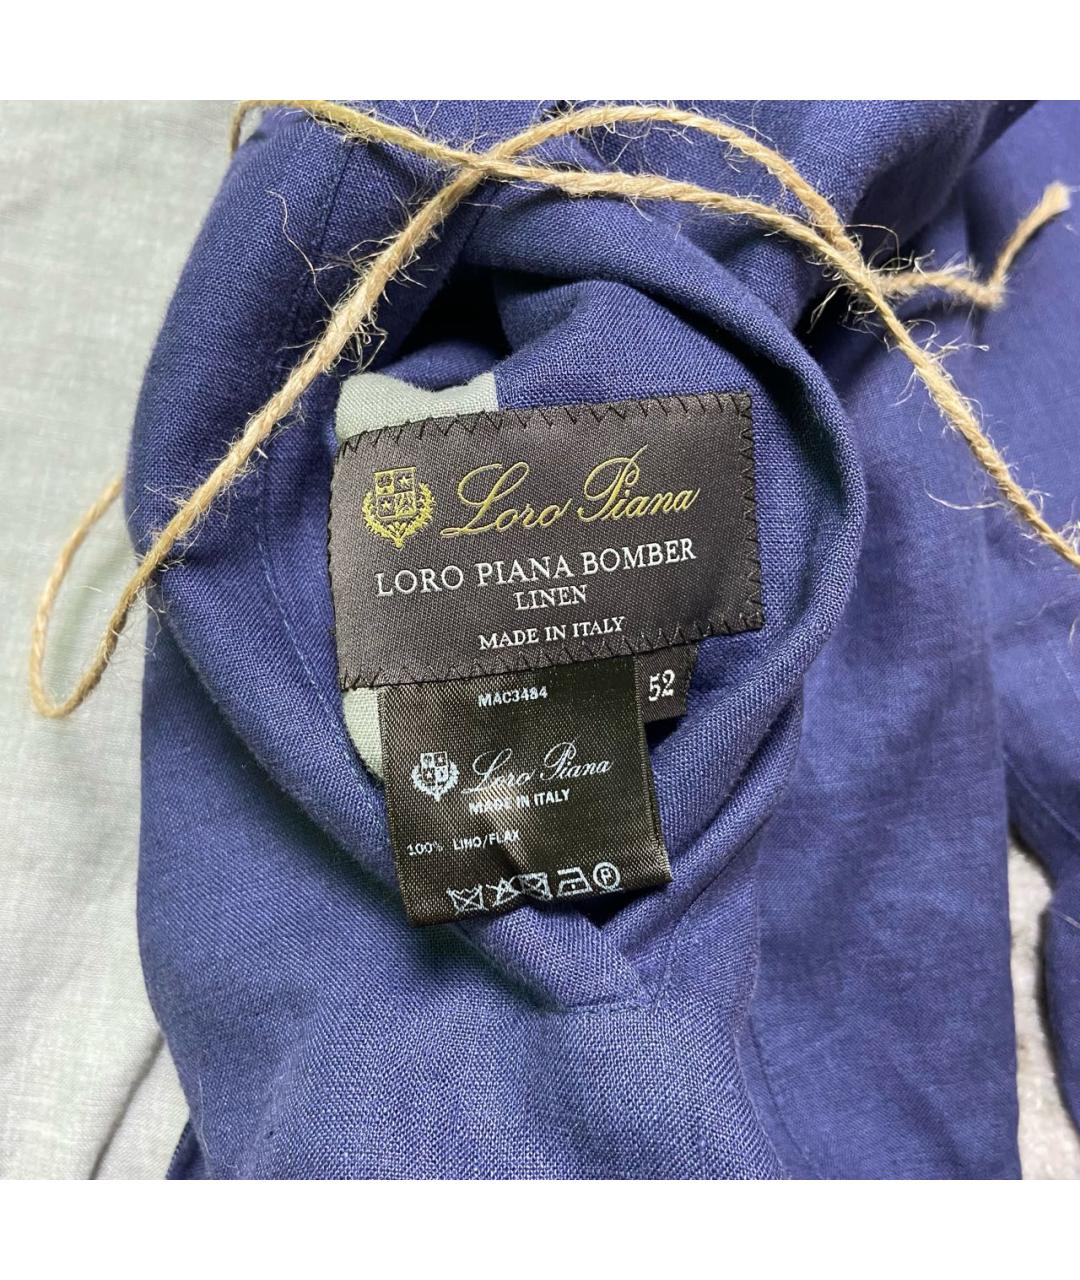 Loro Piana
LORO PIANA BOMBER
LINEN
MADE IN ITALY
52
MAC3484
Loro Piana
MADE IN ITALY
100% LINO/FLAX
P